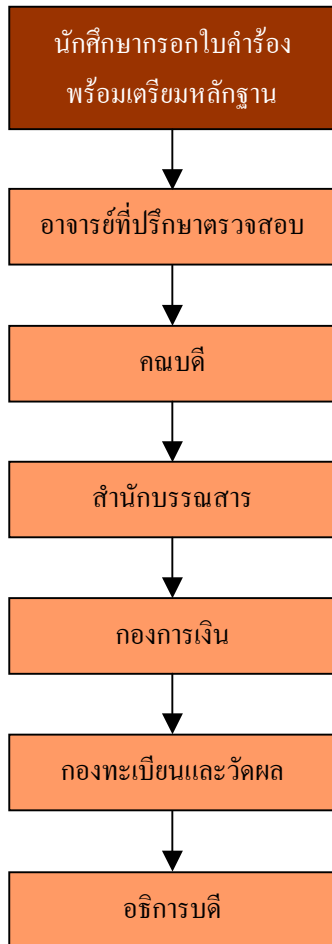 นักศึกษากรอกใบคำร้อง
พร้อมเตรียมหลักฐาน
อาจารย์ที่ปรึกษาตรวจสอบ
คณบดี
สำนักบรรณสาร
กองการเงิน
กองทะเบียนและวัดผล
อธิการบดี